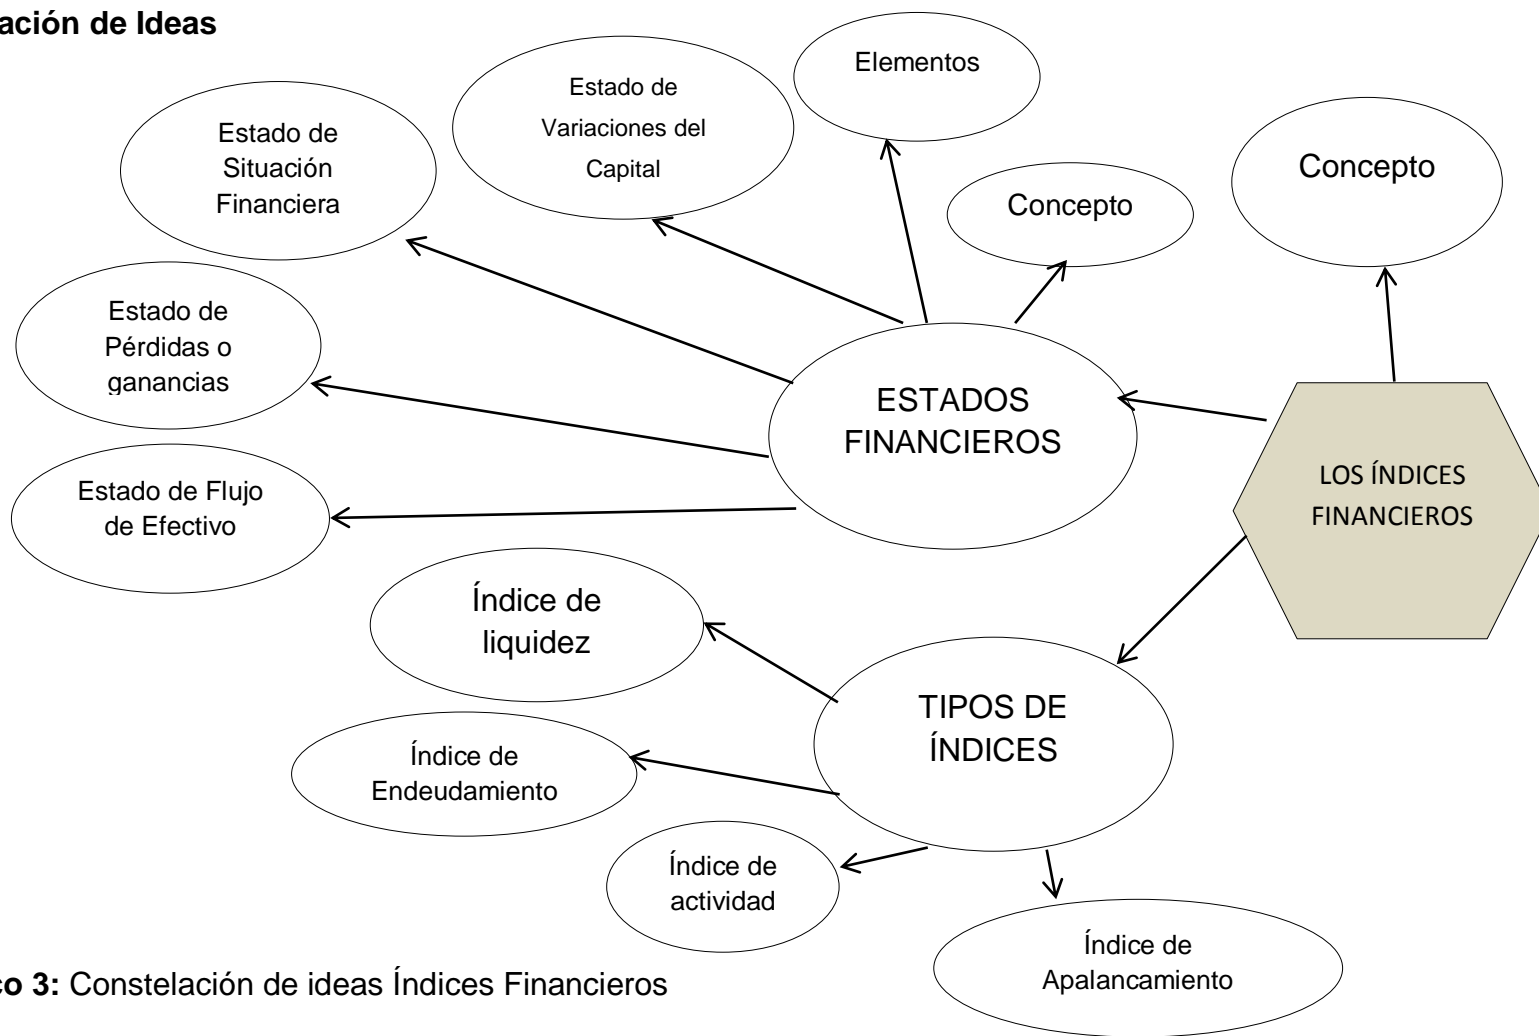 ación de Ideas
Elementos
Estado de
Variaciones del
Capital
Estado de
Situación
Financiera
Concepto
Concepto
Estado de
Pérdidas o
ganancias
ESTADOS
FINANCIEROS
LOS ÍNDICES
FINANCIEROS
Estado de Flujo
de Efectivo
Índice de
liquidez
TIPOS DE
ÍNDICES
Índice de
Endeudamiento
Índice de
actividad
Índice de
Apalancamiento
co 3: Constelación de ideas Índices Financieros